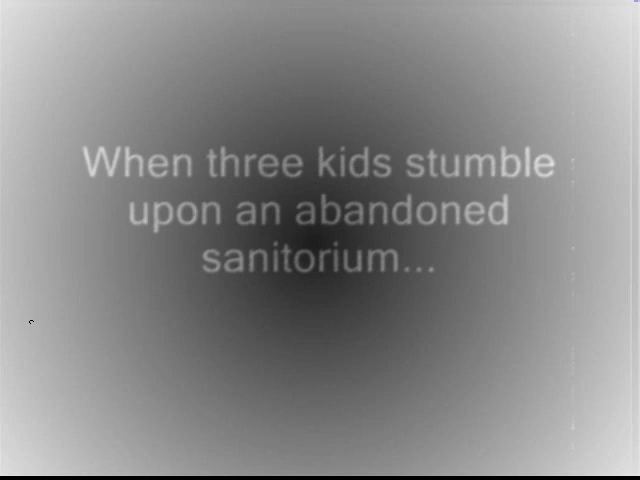 When three kids stumble
upon an abandoned
sanitorium...